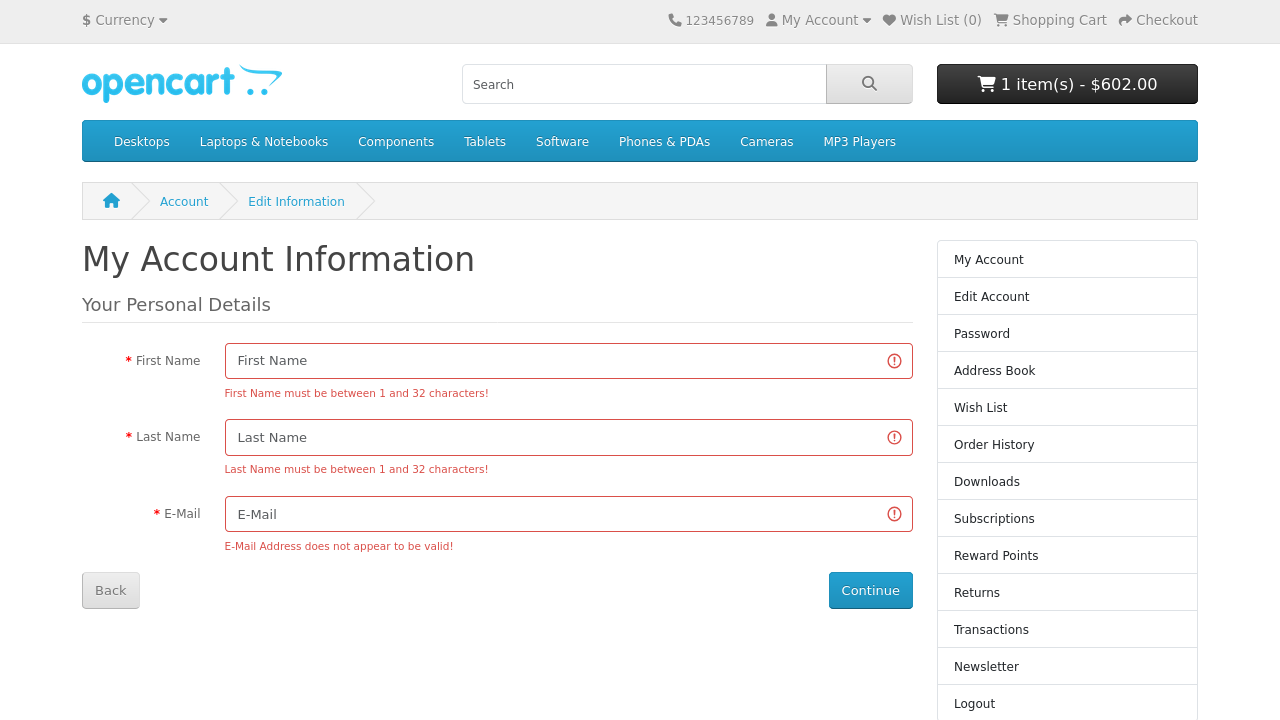 $ Currency
123456789 My Account Wish List (0) Shopping Cart Checkout
opencart
Search
1 item(s) - $602.00
Desktops Laptops & Notebooks Components Tablets Software Phones & PDAs Cameras MP3 Players
Account Edit Information
My Account Information
Your Personal Details
* First Name
First Name
First Name must be between 1 and 32 characters!
* Last Name
Last Name
Last Name must be between 1 and 32 characters!
* E-Mail
E-Mail
E-Mail Address does not appear to be valid!
Back
Continue
My Account
Edit Account
Password
Address Book
Wish List
Order History
Downloads
Subscriptions
Reward Points
Returns
Transactions
Newsletter
Logout